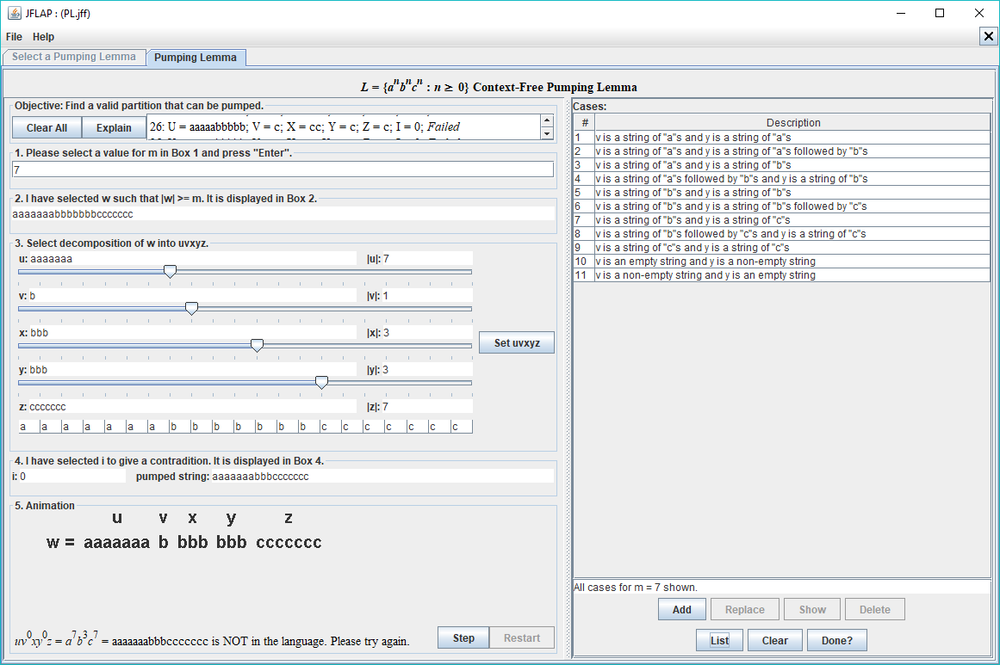 JFLAP : (PL.jff)
File Help
Select a Pumping Lemma Pumping Lemma
L = {aⁿbⁿcⁿ : n ≥ 0} Context-Free Pumping Lemma
Objective: Find a valid partition that can be pumped.
Clear All Explain 26: U = aaaaabbbbb; V = c; X = cc; Y = c; Z = c; I = 0; Failed
1. Please select a value for m in Box 1 and press "Enter".
7
2. I have selected w such that |w| >= m. It is displayed in Box 2.
aaaaaaabbbbbbbccccccc
3. Select decomposition of w into uvxyz.
u: aaaaaaa |u|: 7
v: b |v|: 1
x: bbb |x|: 3
Set uvxyz
y: bbb |y|: 3
z: ccccccc |z|: 7
a a a a a a a b b b b b b b c c c c c c c
4. I have selected i to give a contradition. It is displayed in Box 4.
i: 0 pumped string: aaaaaaabbbccccccc
5. Animation
u v x y z
w = aaaaaaa b bbb bbb ccccccc
uv⁰xy⁰z = a⁷b³c⁷ = aaaaaaabbbccccccc is NOT in the language. Please try again.
Step Restart
Cases:
# Description
1 v is a string of "a"s and y is a string of "a"s
2 v is a string of "a"s and y is a string of "a"s followed by "b"s
3 v is a string of "a"s and y is a string of "b"s
4 v is a string of "a"s followed by "b"s and y is a string of "b"s
5 v is a string of "b"s and y is a string of "b"s
6 v is a string of "b"s and y is a string of "b"s followed by "c"s
7 v is a string of "b"s and y is a string of "c"s
8 v is a string of "b"s followed by "c"s and y is a string of "c"s
9 v is a string of "c"s and y is a string of "c"s
10 v is an empty string and y is a non-empty string
11 v is a non-empty string and y is an empty string
All cases for m = 7 shown.
Add Replace Show Delete
List Clear Done?